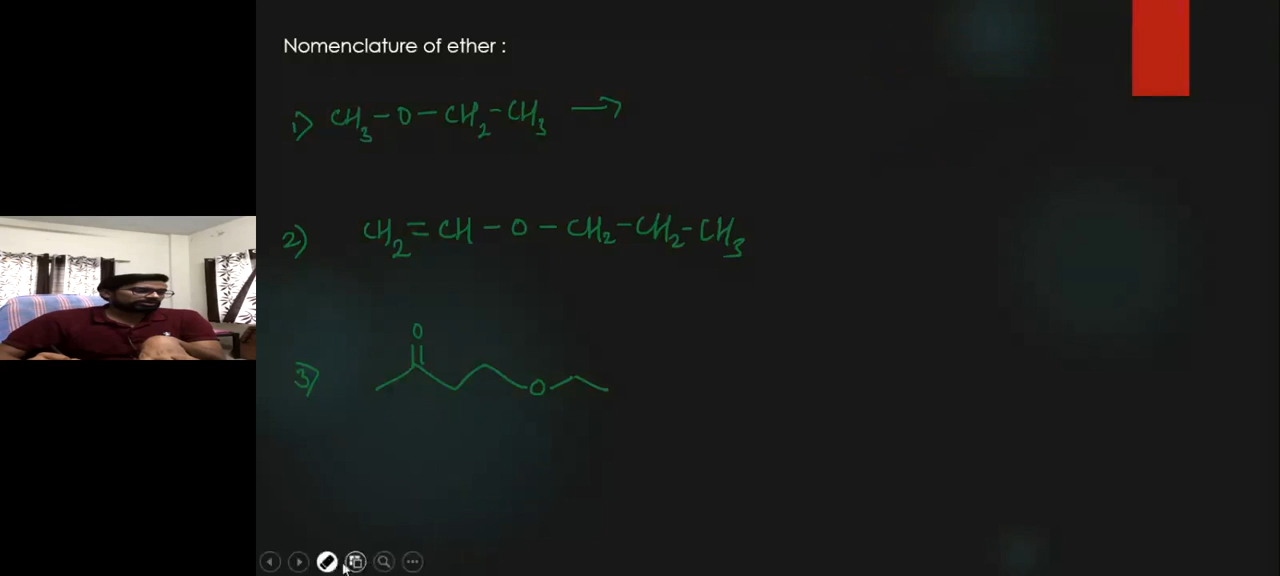 Nomenclature of ether :
1) CH3 - O - CH2 - CH3 →
2) CH2 = CH - O - CH2 - CH2 - CH3
O
3) O